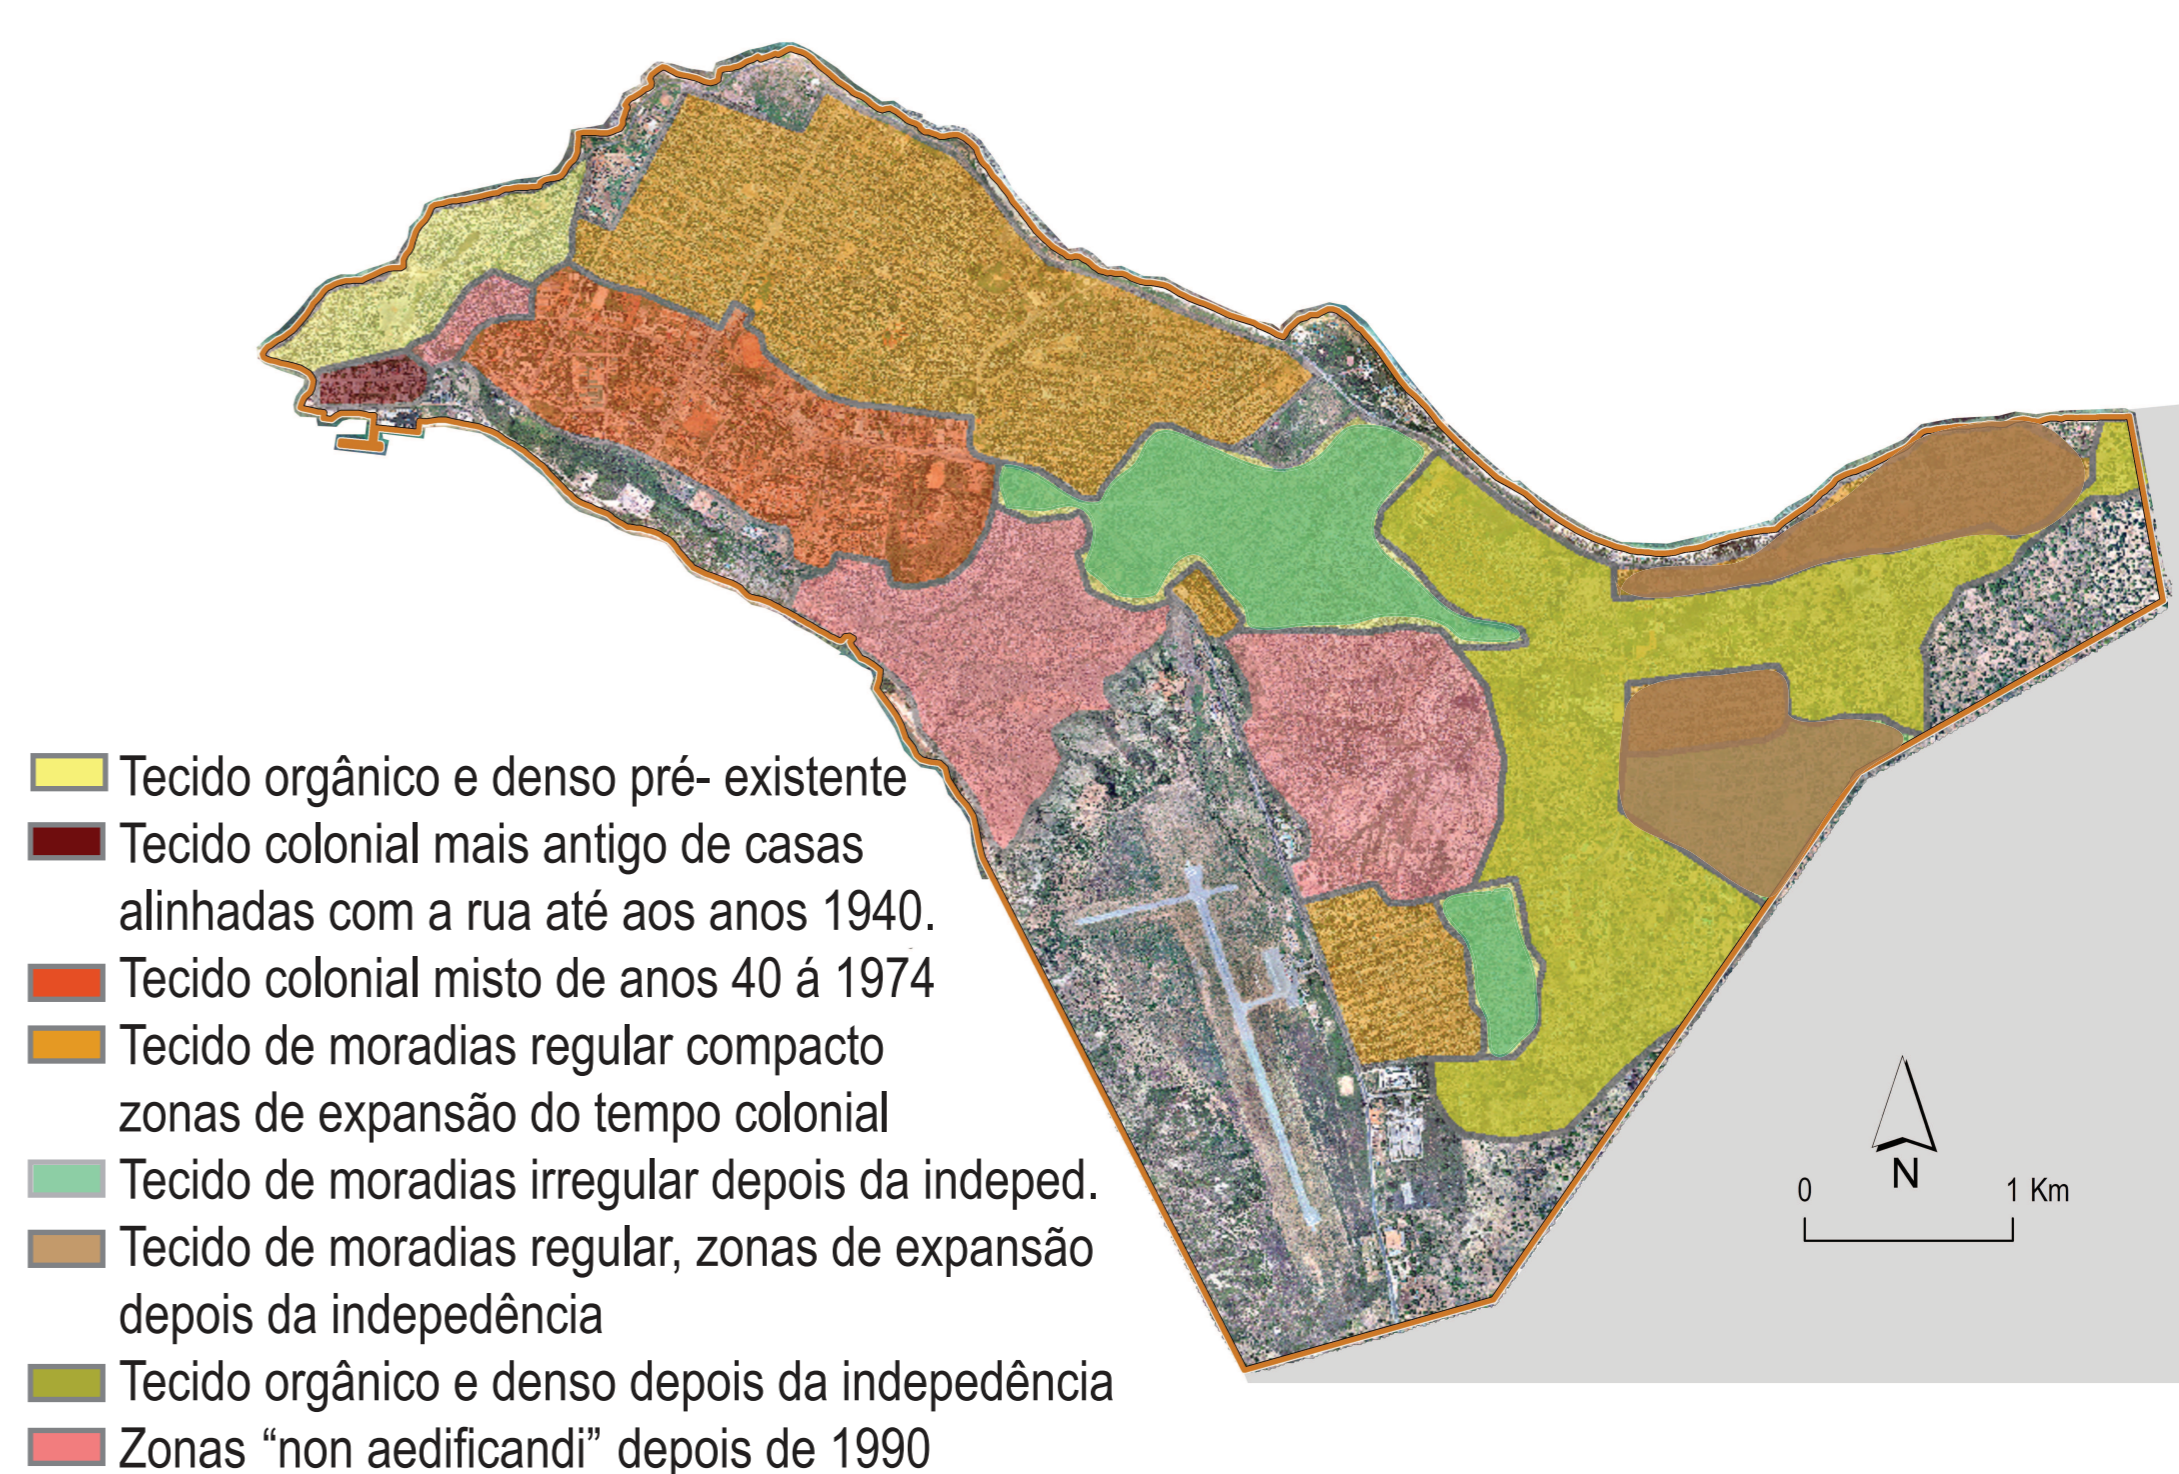 Tecido orgânico e denso pré- existente
Tecido colonial mais antigo de casas
alinhadas com a rua até aos anos 1940.
Tecido colonial misto de anos 40 á 1974
Tecido de moradias regular compacto
zonas de expansão do tempo colonial
Tecido de moradias irregular depois da indeped.
Tecido de moradias regular, zonas de expansão
depois da indepedência
Tecido orgânico e denso depois da indepedência
Zonas “non aedificandi” depois de 1990
N
0 1 Km